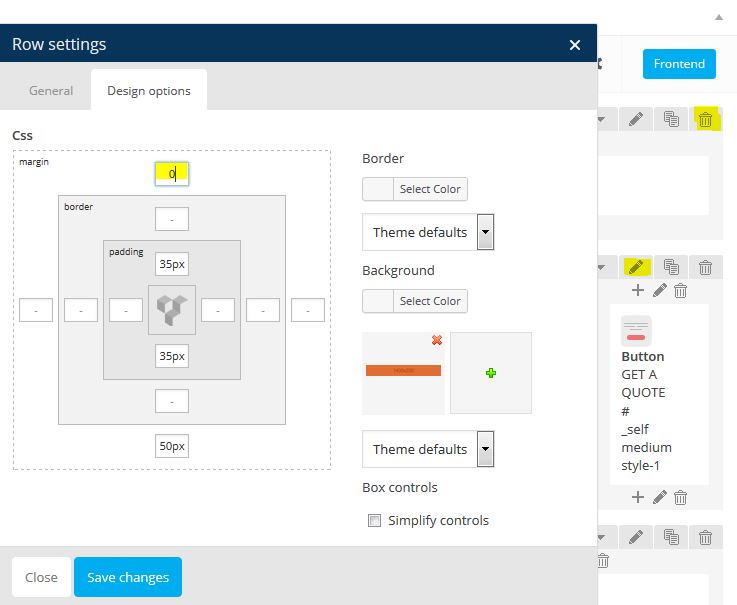 Row settings
Frontend
General
Design options
Css
margin
0
border
-
padding
35px
-
-
-
-
-
-
35px
-
50px
Border
Select Color
Theme defaults
Background
Select Color
Theme defaults
Box controls
Simplify controls
Button
GET A
QUOTE
#
_self
medium
style-1
Close
Save changes